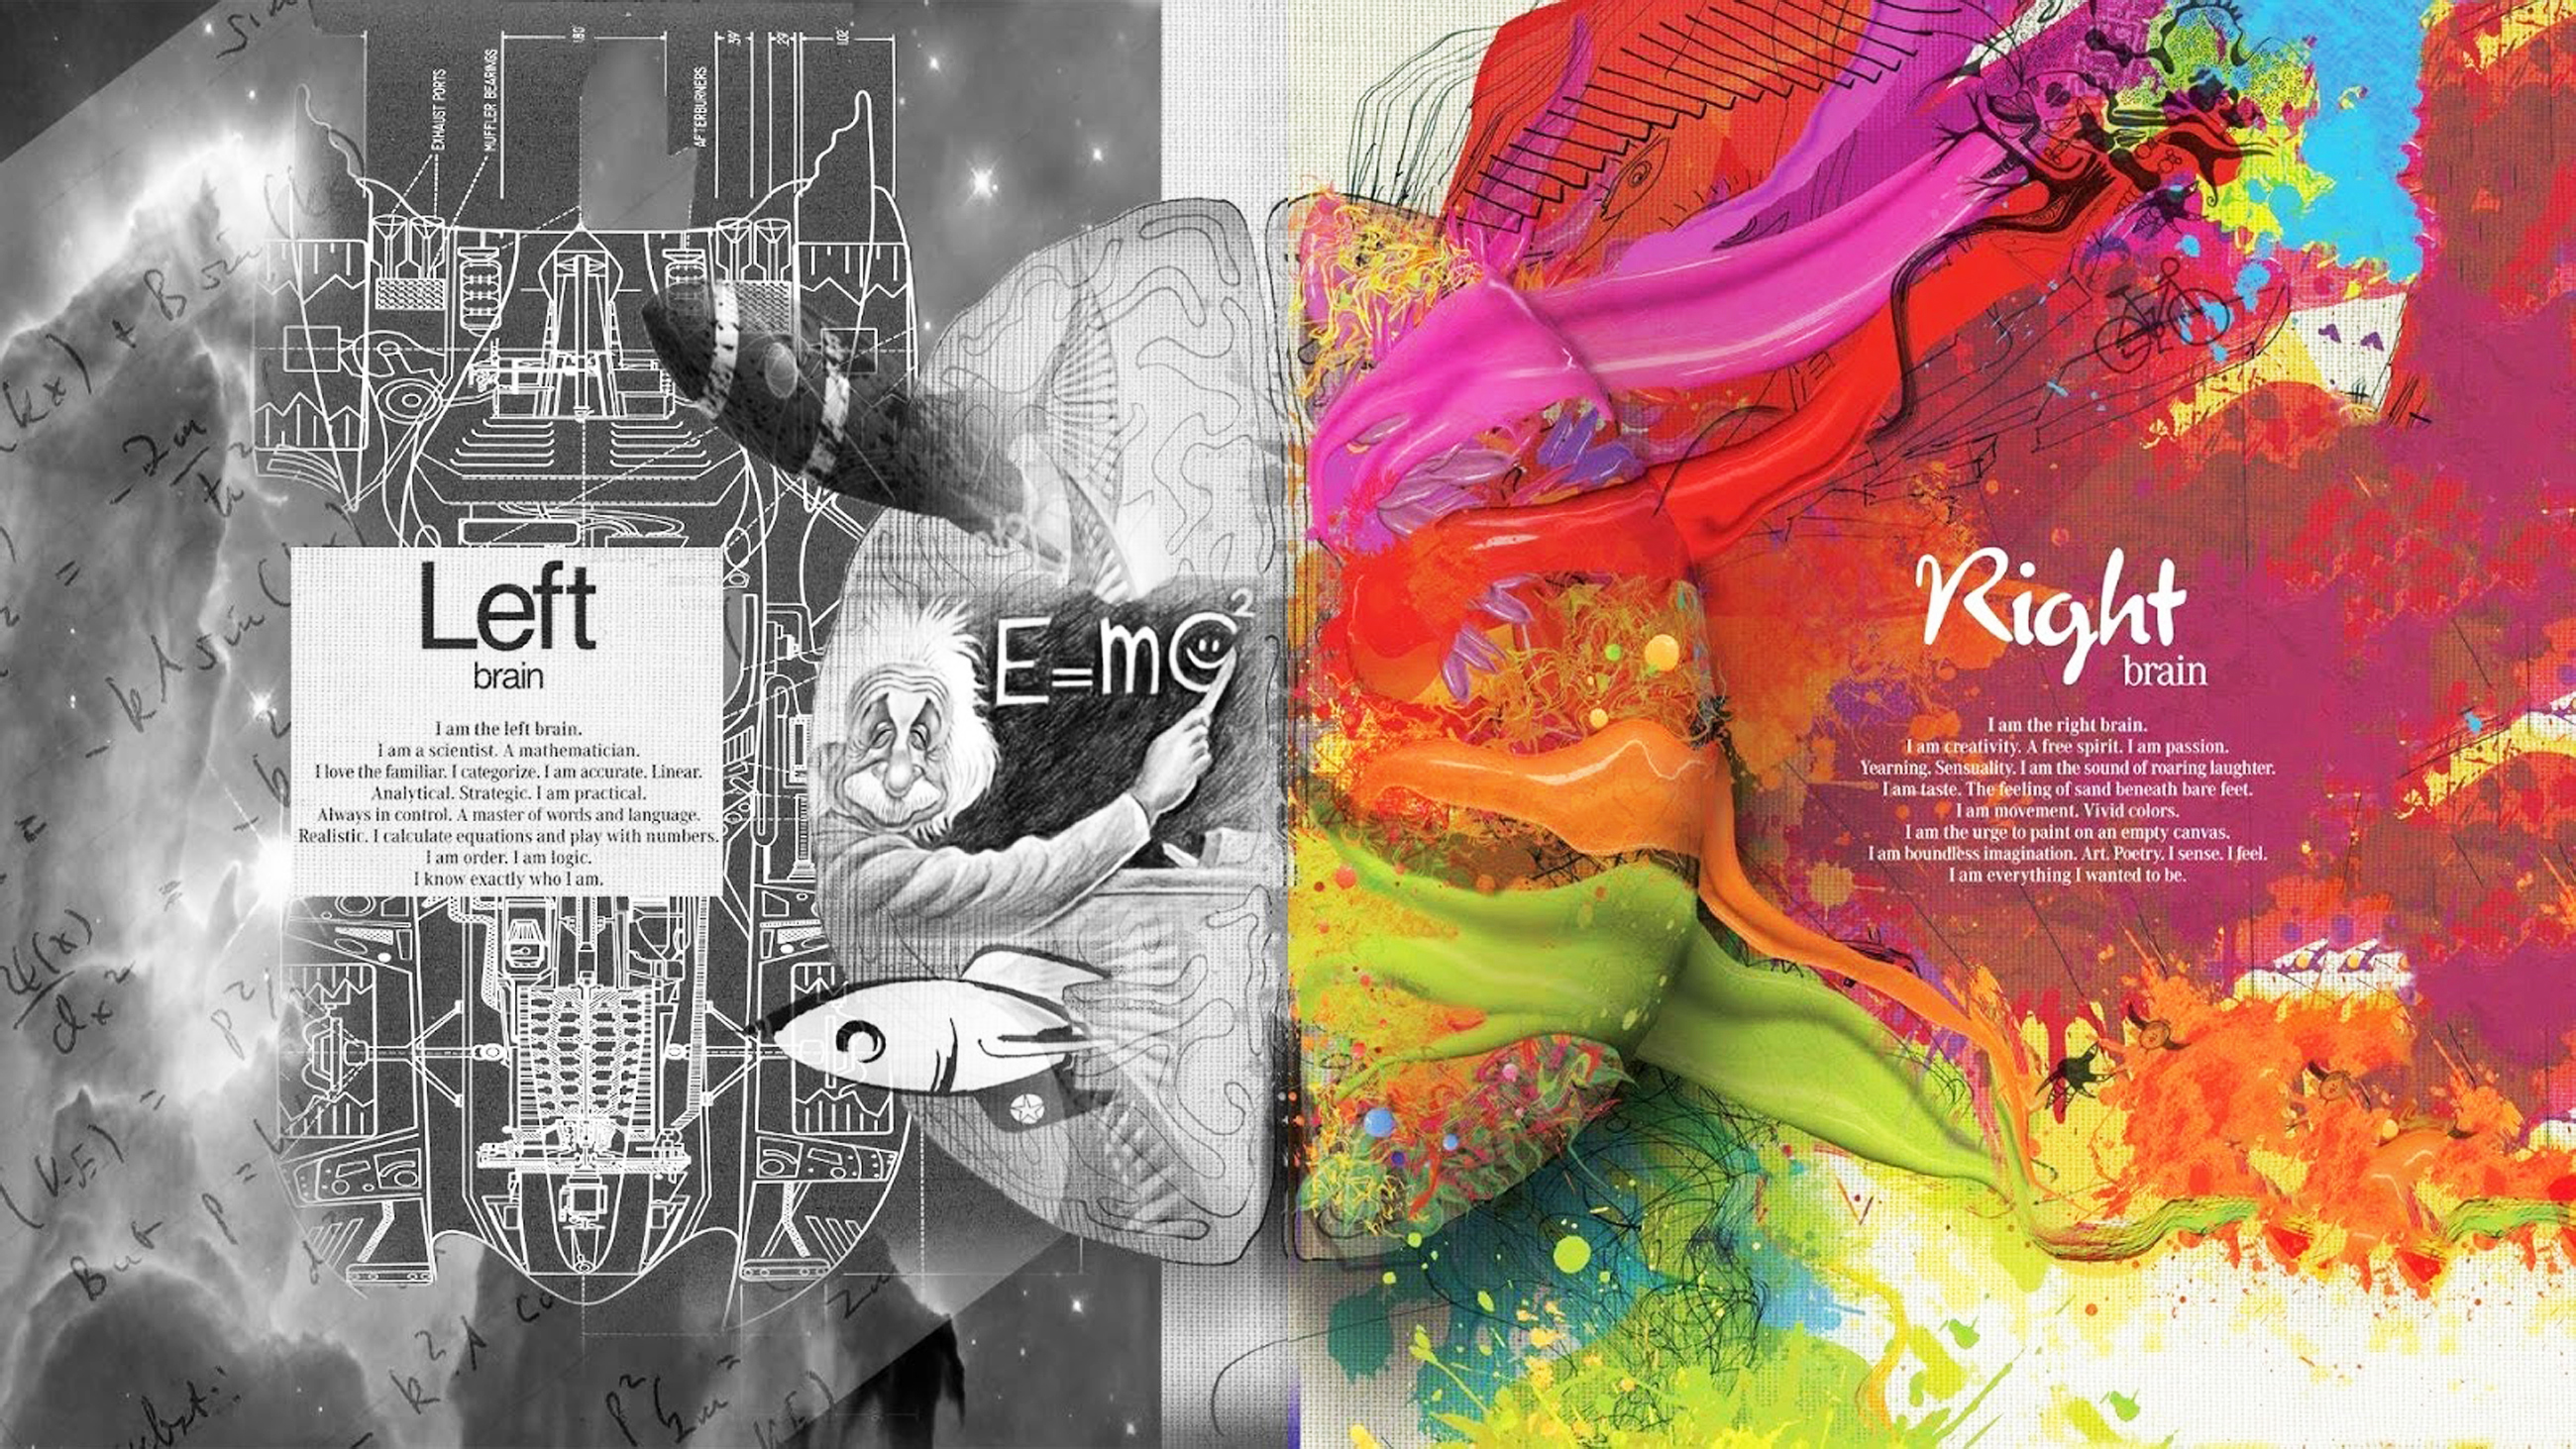 EXHAUST PORTS
MUFFLER BEARINGS
AFTERBURNERS
Left
brain
I am the left brain.
I am a scientist. A mathematician.
I love the familiar. I categorize. I am accurate. Linear.
Analytical. Strategic. I am practical.
Always in control. A master of words and language.
Realistic. I calculate equations and play with numbers.
I am order. I am logic.
I know exactly who I am.
E=mc²
Right
brain
I am the right brain.
I am creativity. A free spirit. I am passion.
Yearning. Sensuality. I am the sound of roaring laughter.
I am taste. The feeling of sand beneath bare feet.
I am movement. Vivid colors.
I am the urge to paint on an empty canvas.
I am boundless imagination. Art. Poetry. I sense. I feel.
I am everything I wanted to be.